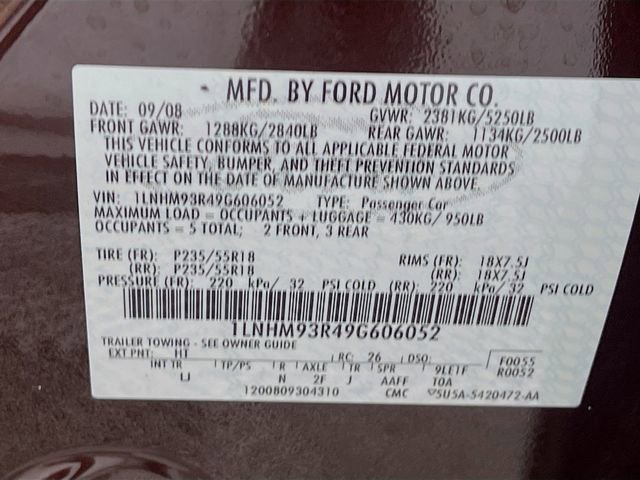 MFD. BY FORD MOTOR CO.
DATE: 09/08 GVWR: 2381KG/5250LB
FRONT GAWR: 1288KG/2840LB REAR GAWR: 1134KG/2500LB
THIS VEHICLE CONFORMS TO ALL APPLICABLE FEDERAL MOTOR
VEHICLE SAFETY, BUMPER, AND THEFT PREVENTION STANDARDS
IN EFFECT ON THE DATE OF MANUFACTURE SHOWN ABOVE.
VIN: 1LNHM93R49G606052 TYPE: Passenger Car
MAXIMUM LOAD = OCCUPANTS + LUGGAGE = 430KG/ 950LB
OCCUPANTS = 5 TOTAL; 2 FRONT, 3 REAR
TIRE (FR): P235/55R18 RIMS (FR): 18X7.5J
(RR): P235/55R18 (RR): 18X7.5J
PRESSURE (FR): 220 kPa/ 32 PSI COLD (RR): 220 kPa/ 32 PSI COLD
1LNHM93R49G606052
TRAILER TOWING - SEE OWNER GUIDE
EXT PNT: HT RC: 26 DSO: F0055
INT TR TP/PS R AXLE TR SPR 9LE1F R0052
LJ N 2F J AAFF TOA
1200809304310 CMC 5U5A-5420472-AA